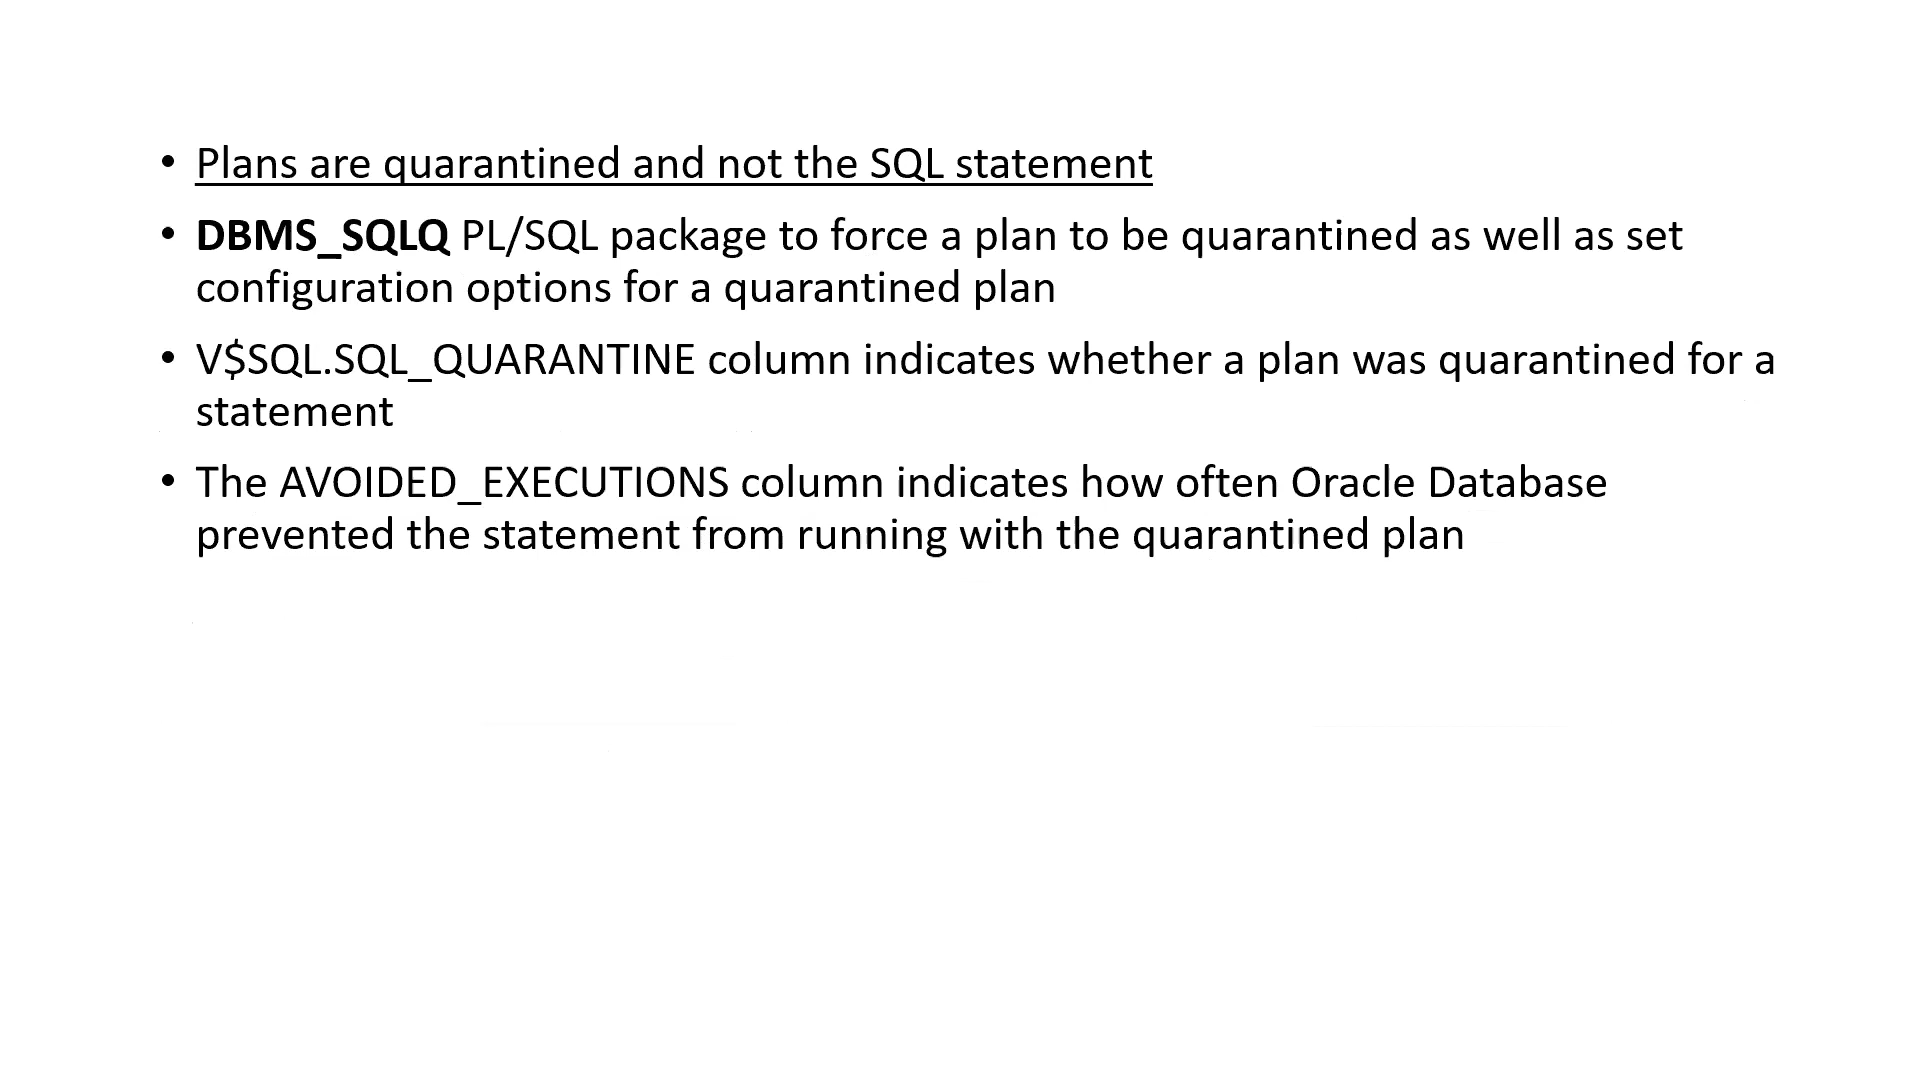 • Plans are quarantined and not the SQL statement
• DBMS_SQLQ PL/SQL package to force a plan to be quarantined as well as set
configuration options for a quarantined plan
• V$SQL.SQL_QUARANTINE column indicates whether a plan was quarantined for a
statement
• The AVOIDED_EXECUTIONS column indicates how often Oracle Database
prevented the statement from running with the quarantined plan